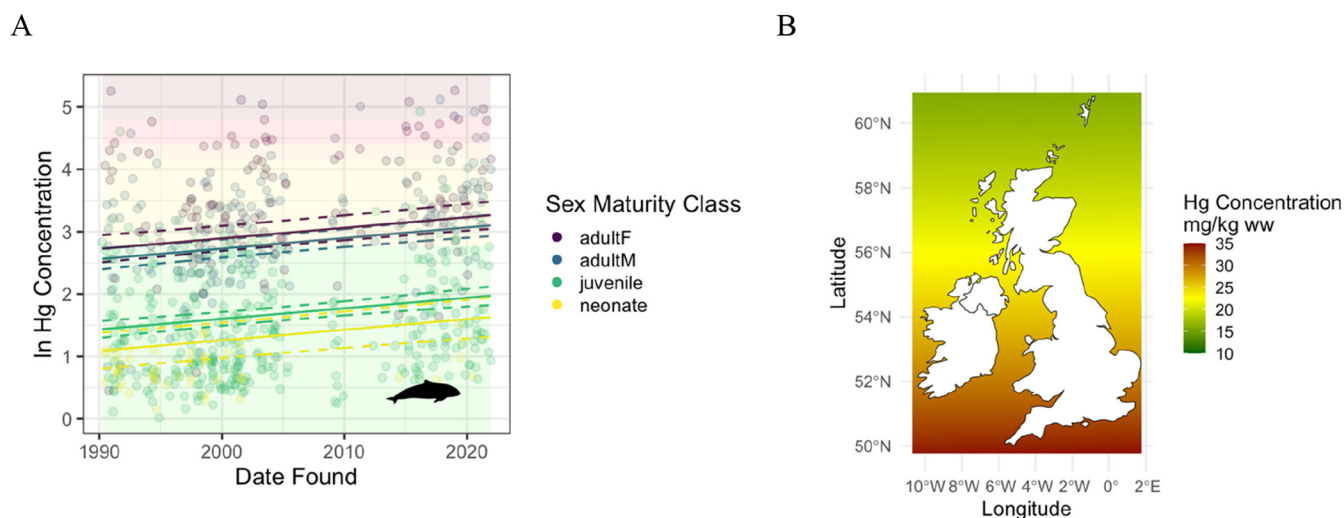 A
B
ln Hg Concentration
5
4
3
2
1
0
1990
2000
2010
2020
Date Found
Sex Maturity Class
adultF
adultM
juvenile
neonate
Latitude
60°N
58°N
56°N
54°N
52°N
50°N
10°W 8°W 6°W 4°W 2°W 0° 2°E
Longitude
Hg Concentration
mg/kg ww
35
30
25
20
15
10